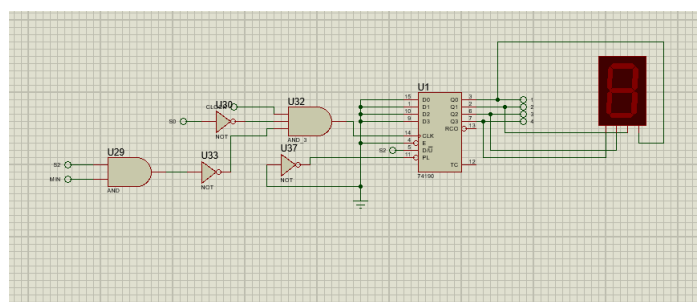 U1
U30
CLOCK
U32
S0
NOT
AND_3
U37
NOT
U29
U33
S2
MIN
AND
NOT
S2
15 D0 Q0 3
1 D1 Q1 2
10 D2 Q2 6
9 D3 Q3 7
RCO 13
14 CLK
4 E
5 D/U
11 PL
TC 12
74190
1
2
3
4